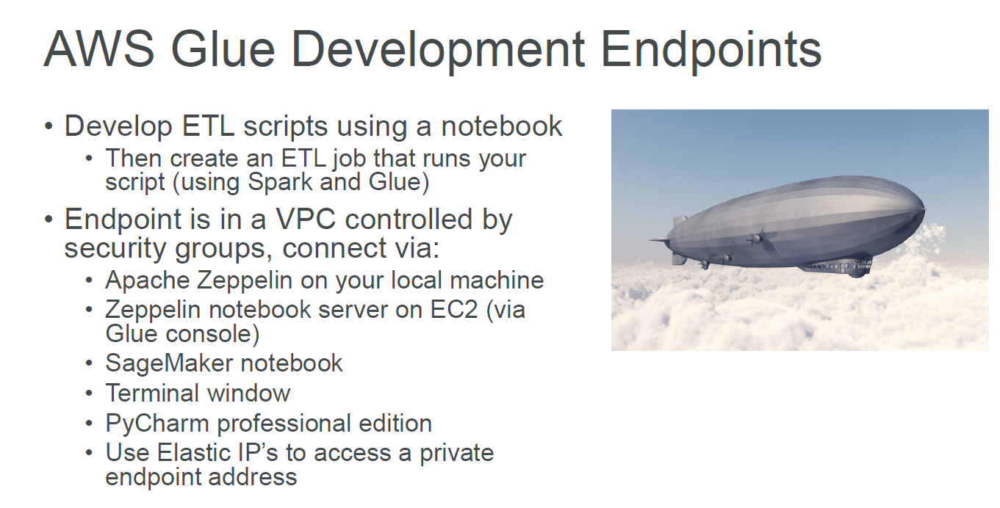 AWS Glue Development Endpoints
• Develop ETL scripts using a notebook
• Then create an ETL job that runs your
script (using Spark and Glue)
• Endpoint is in a VPC controlled by
security groups, connect via:
• Apache Zeppelin on your local machine
• Zeppelin notebook server on EC2 (via
Glue console)
• SageMaker notebook
• Terminal window
• PyCharm professional edition
• Use Elastic IP’s to access a private
endpoint address